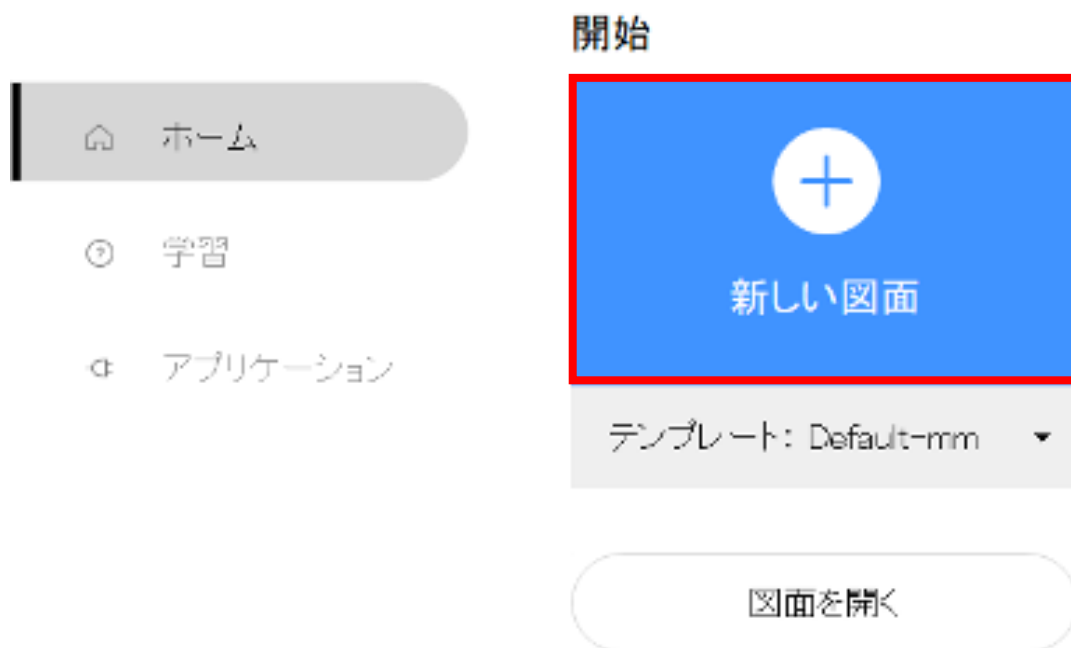 開始
ホーム
学習
アプリケーション
新しい図面
テンプレート: Default-mm
図面を開く